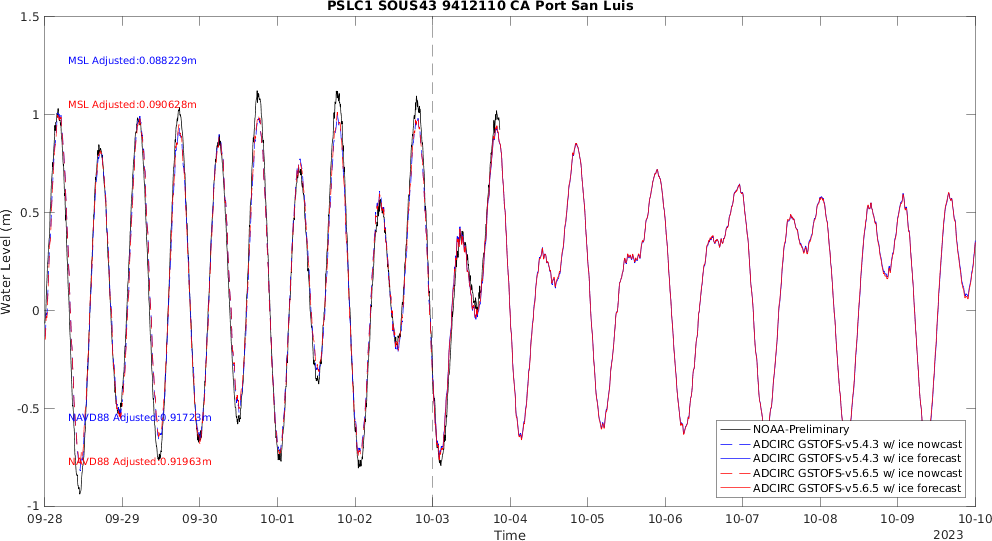 PSLC1 SOUS43 9412110 CA Port San Luis
1.5
1
0.5
0
-0.5
-1
Water Level (m)
MSL Adjusted:0.088229m
MSL Adjusted:0.090628m
NAVD88 Adjusted:0.91723m
NAVD88 Adjusted:0.91963m
NOAA-Preliminary
ADCIRC GSTOFS-v5.4.3 w/ ice nowcast
ADCIRC GSTOFS-v5.4.3 w/ ice forecast
ADCIRC GSTOFS-v5.6.5 w/ ice nowcast
ADCIRC GSTOFS-v5.6.5 w/ ice forecast
09-28 09-29 09-30 10-01 10-02 10-03 10-04 10-05 10-06 10-07 10-08 10-09 10-10
Time
2023